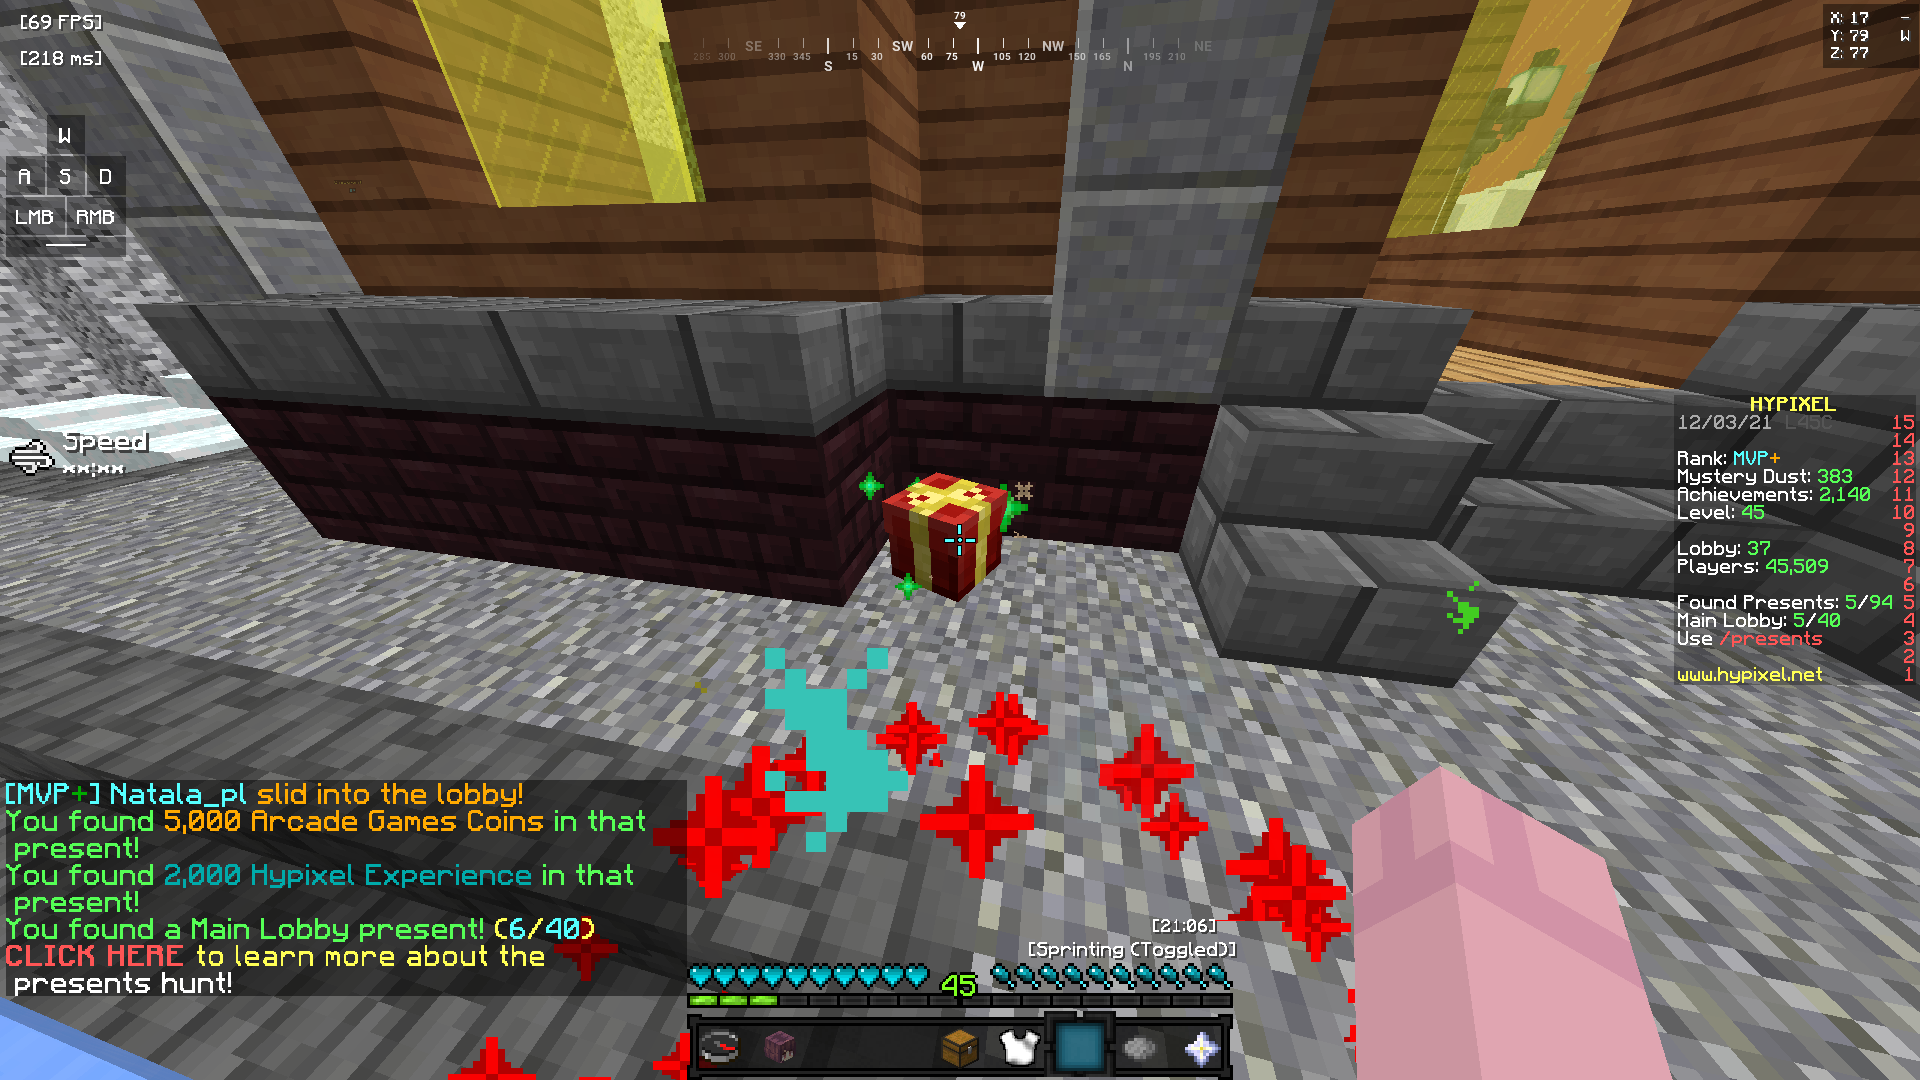 [69 FPS]
[218 ms]
W
A S D
LMB RMB
79
285 300 SE 330 345 S 15 30 SW 60 75 W 105 120 NW 150 165 N 195 210 NE
X: 17 -
Y: 79 W
Z: 77
Speed
**:**
HYPIXEL
12/03/21 L45C 15
14
Rank: MVP+ 13
Mystery Dust: 383 12
Achievements: 2,140 11
Level: 45 10
9
Lobby: 37 8
Players: 45,509 7
6
Found Presents: 5/94 5
Main Lobby: 5/40 4
Use /presents 3
2
www.hypixel.net 1
[MVP+] Natala_pl slid into the lobby!
You found 5,000 Arcade Games Coins in that
present!
You found 2,000 Hypixel Experience in that
present!
You found a Main Lobby present! (6/40)
CLICK HERE to learn more about the
presents hunt!
[21:06]
[Sprinting (Toggled)]
45